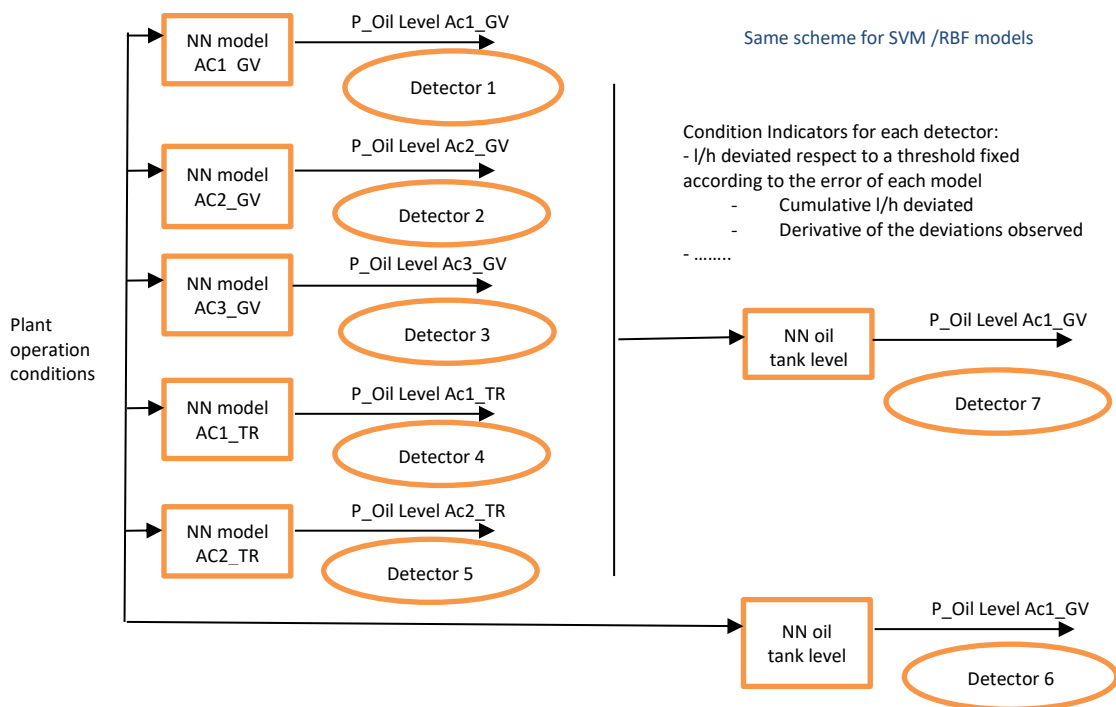 Plant
operation
conditions
NN model
AC1_GV
P_Oil Level Ac1_GV
Detector 1
NN model
AC2_GV
P_Oil Level Ac2_GV
Detector 2
NN model
AC3_GV
P_Oil Level Ac3_GV
Detector 3
NN model
AC1_TR
P_Oil Level Ac1_TR
Detector 4
NN model
AC2_TR
P_Oil Level Ac2_TR
Detector 5
Same scheme for SVM /RBF models
Condition Indicators for each detector:
- l/h deviated respect to a threshold fixed
according to the error of each model
- Cumulative l/h deviated
- Derivative of the deviations observed
- ........
NN oil
tank level
P_Oil Level Ac1_GV
Detector 7
NN oil
tank level
P_Oil Level Ac1_GV
Detector 6